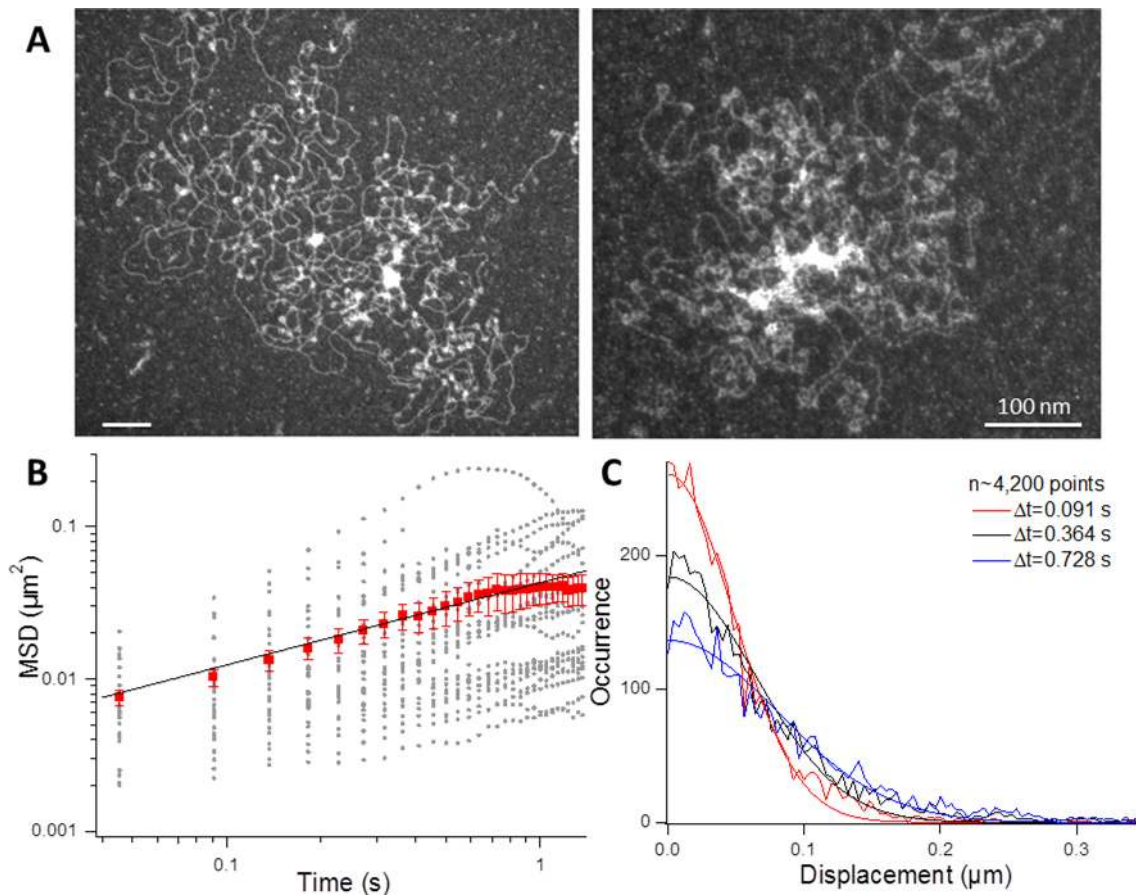 A
100 nm
B
MSD (µm²)
0.1
0.01
0.001
0.1
1
Time (s)
C
n~4,200 points
Δt=0.091 s
Δt=0.364 s
Δt=0.728 s
Occurrence
200
100
0
0.0
0.1
0.2
0.3
Displacement (µm)